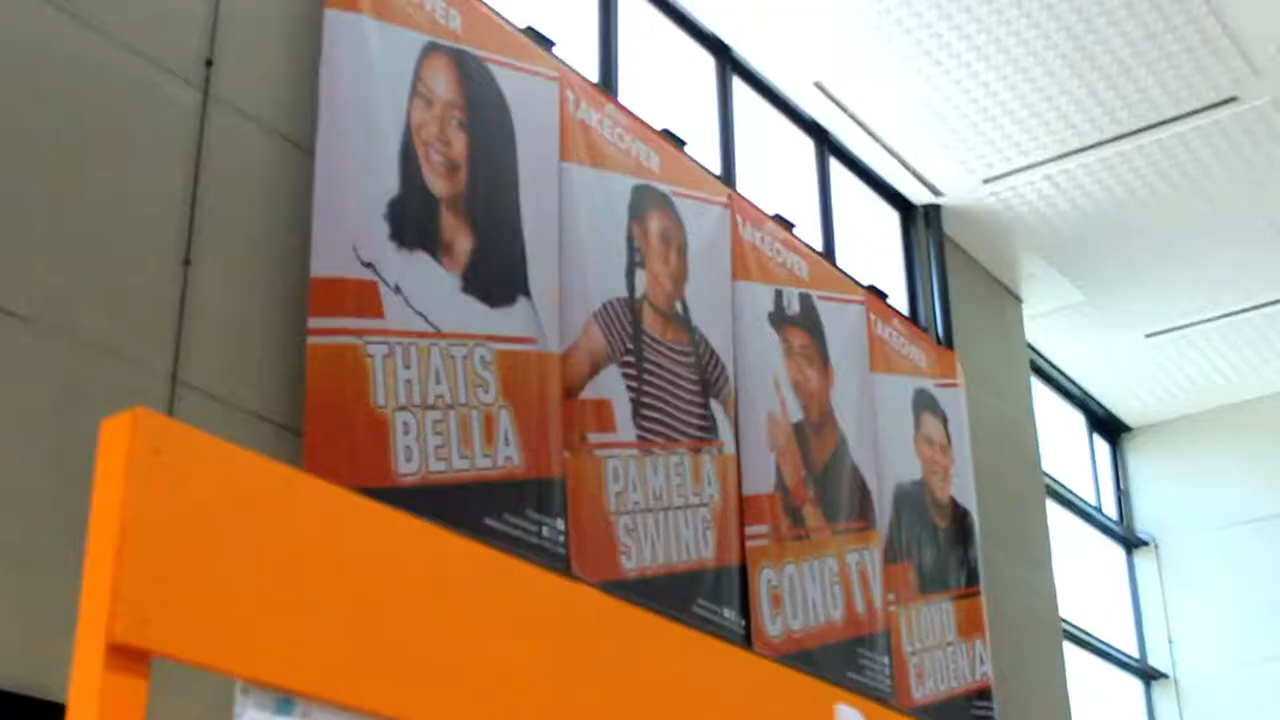 TAKEOVER
THATS
BELLA
TAKEOVER
PAMELA
SWING
TAKEOVER
CONG TV
LLOYD
CADENA